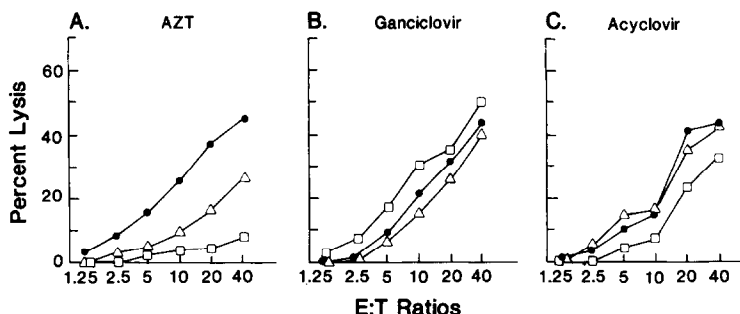 A. AZT
B. Ganciclovir
C. Acyclovir
Percent Lysis
60
40
20
0
1.25 2.5 5 10 20 40
1.25 2.5 5 10 20 40
1.25 2.5 5 10 20 40
E:T Ratios